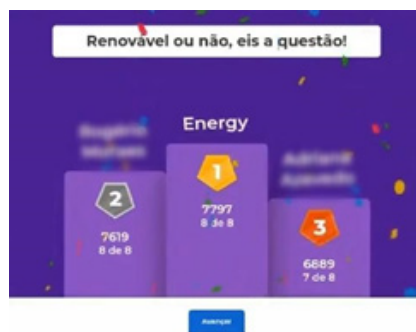 Renovável ou não, eis a questão!
Energy
1
7797
8 de 8
2
7619
8 de 8
3
6889
7 de 8
Avançar